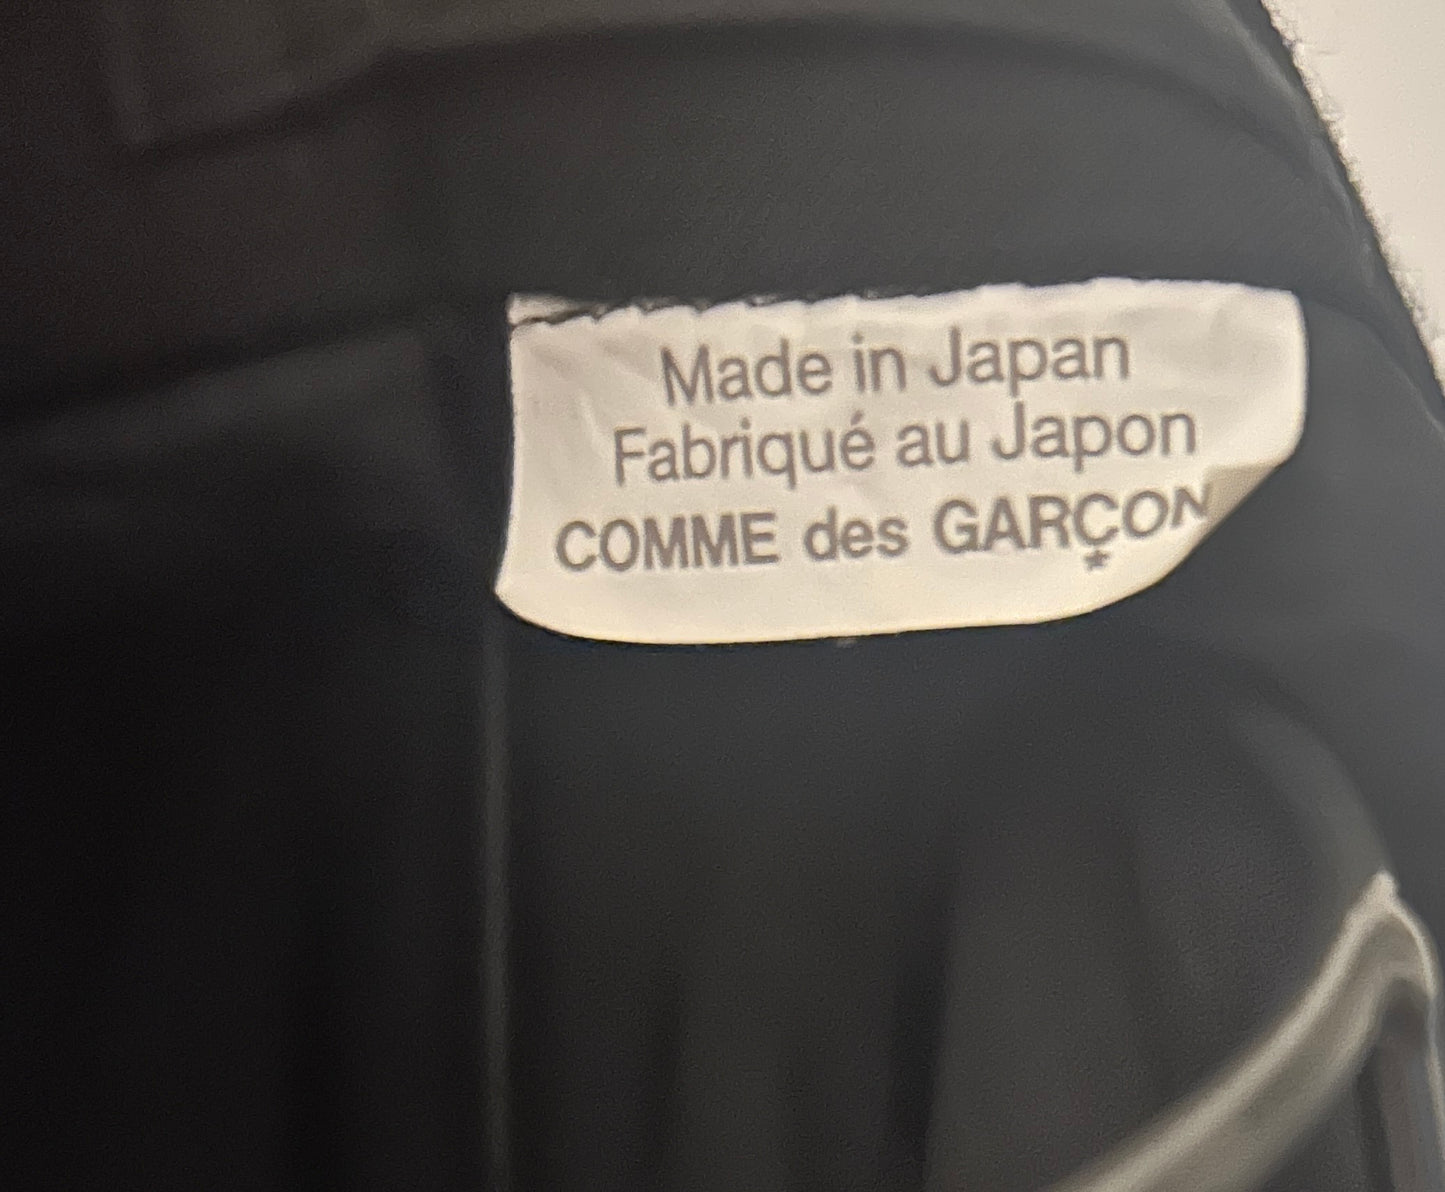 Made in Japan
Fabriqué au Japon
COMME des GARÇON
*